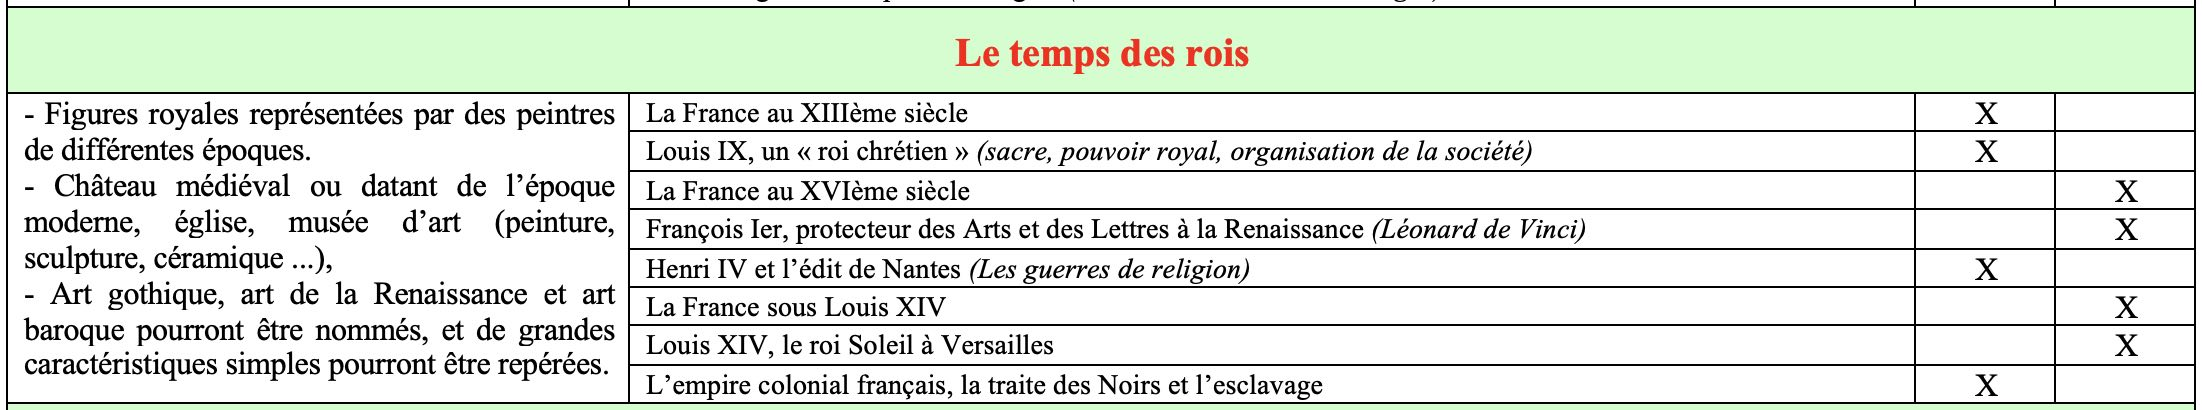 Le temps des rois
- Figures royales représentées par des peintres
de différentes époques.
- Château médiéval ou datant de l’époque
moderne, église, musée d’art (peinture,
sculpture, céramique ...),
- Art gothique, art de la Renaissance et art
baroque pourront être nommés, et de grandes
caractéristiques simples pourront être repérées.
La France au XIIIème siècle X
Louis IX, un « roi chrétien » (sacre, pouvoir royal, organisation de la société) X
La France au XVIème siècle X
François Ier, protecteur des Arts et des Lettres à la Renaissance (Léonard de Vinci) X
Henri IV et l’édit de Nantes (Les guerres de religion) X
La France sous Louis XIV X
Louis XIV, le roi Soleil à Versailles X
L’empire colonial français, la traite des Noirs et l’esclavage X